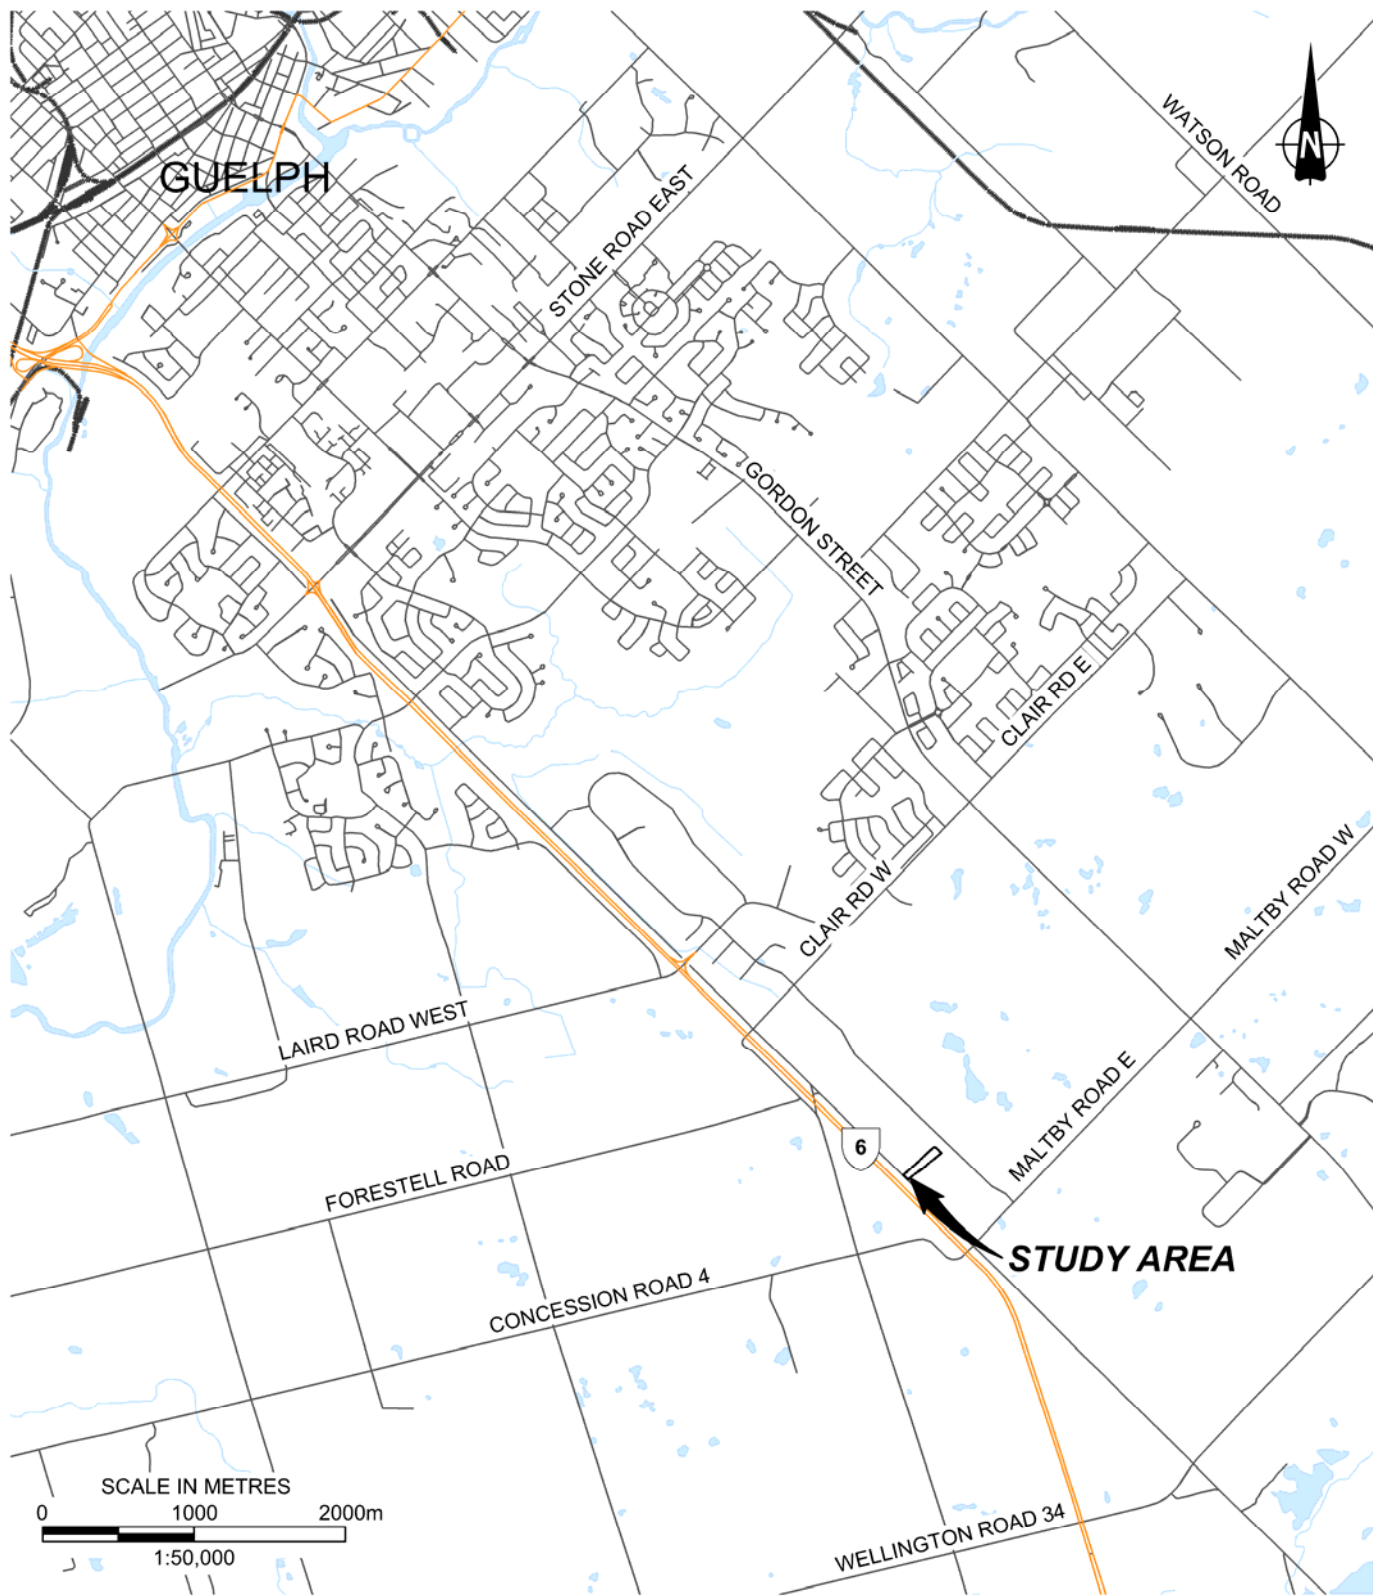 WATSON ROAD
N
GUELPH
STONE ROAD EAST
GORDON STREET
CLAIR RD E
MALTBY ROAD W
CLAIR RD W
LAIRD ROAD WEST
MALTBY ROAD E
6
FORESTELL ROAD
STUDY AREA
CONCESSION ROAD 4
SCALE IN METRES
0 1000 2000m
1:50,000
WELLINGTON ROAD 34